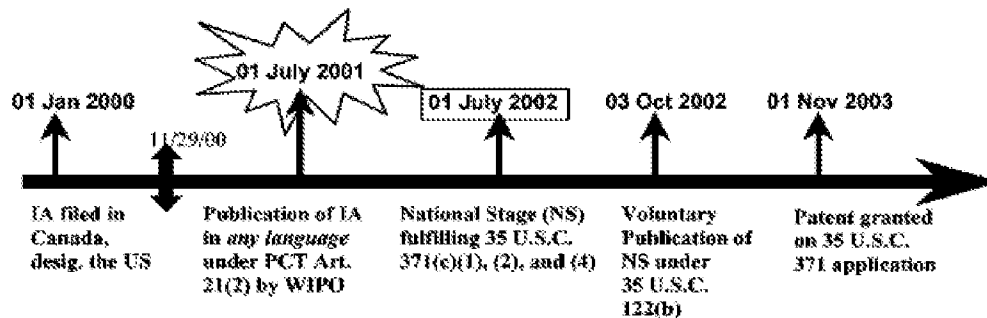 01 July 2001
01 Jan 2000
01 July 2002
03 Oct 2002
01 Nov 2003
11/29/00
IA filed in
Canada,
desig. the US
Publication of IA
in any language
under PCT Art.
21(2) by WIPO
National Stage (NS)
fulfilling 35 U.S.C.
371(c)(1), (2), and (4)
Voluntary
Publication of
NS under
35 U.S.C.
122(b)
Patent granted
on 35 U.S.C.
371 application